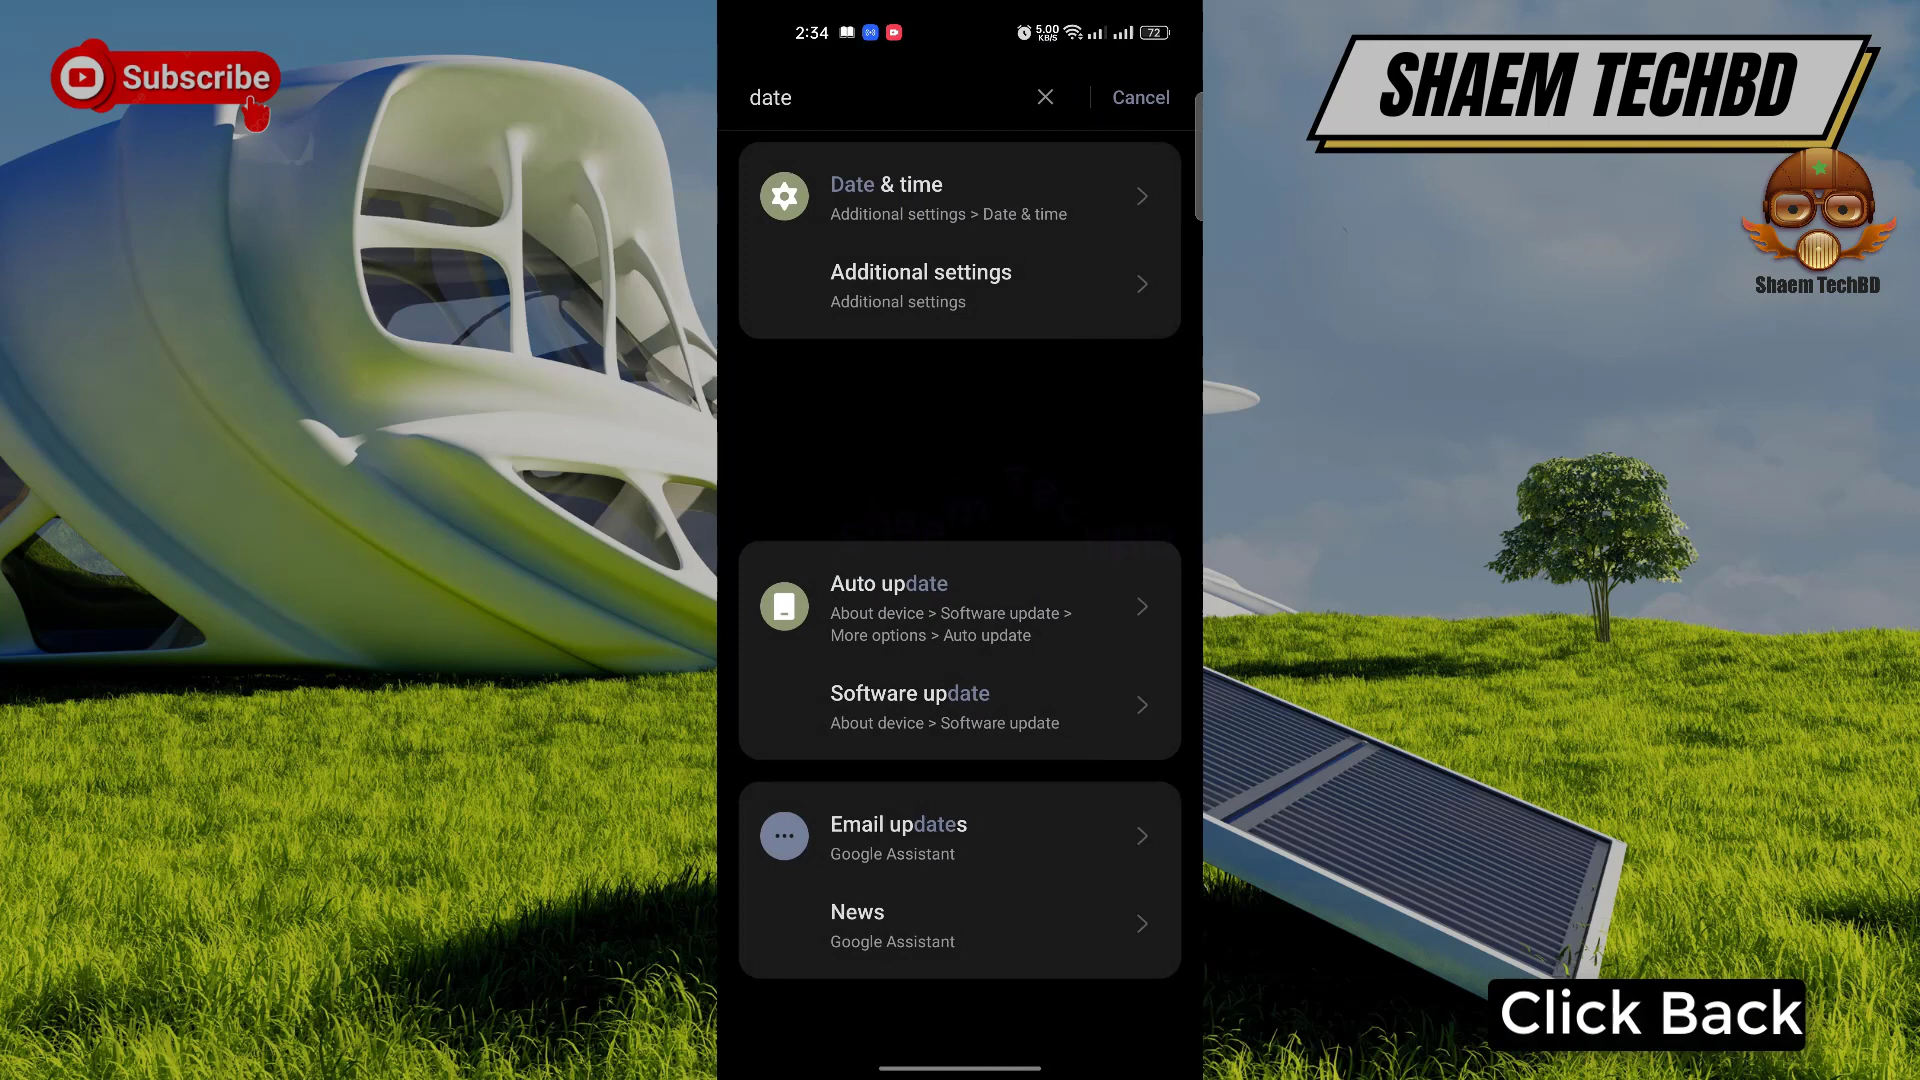 Subscribe
2:34
5.00
KB/S
72
date
Cancel
Date & time
Additional settings > Date & time
Additional settings
Additional settings
Auto update
About device > Software update >
More options > Auto update
Software update
About device > Software update
Email updates
Google Assistant
News
Google Assistant
SHAEM TECHBD
Shaem TechBD
Click Back